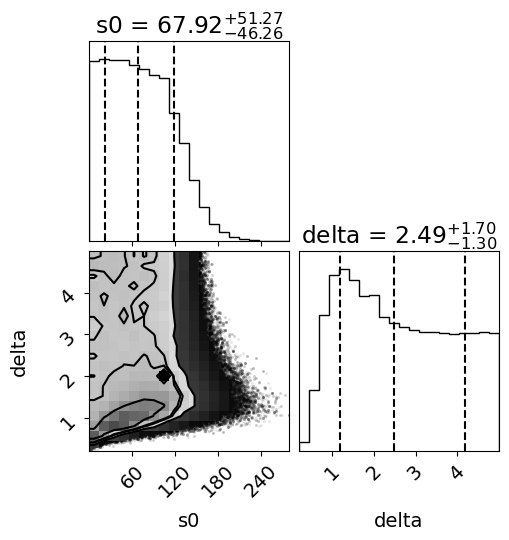 s0 = 67.92+51.27−46.26
delta = 2.49+1.70−1.30
delta
4
3
2
1
60 120 180 240
s0
1 2 3 4
delta